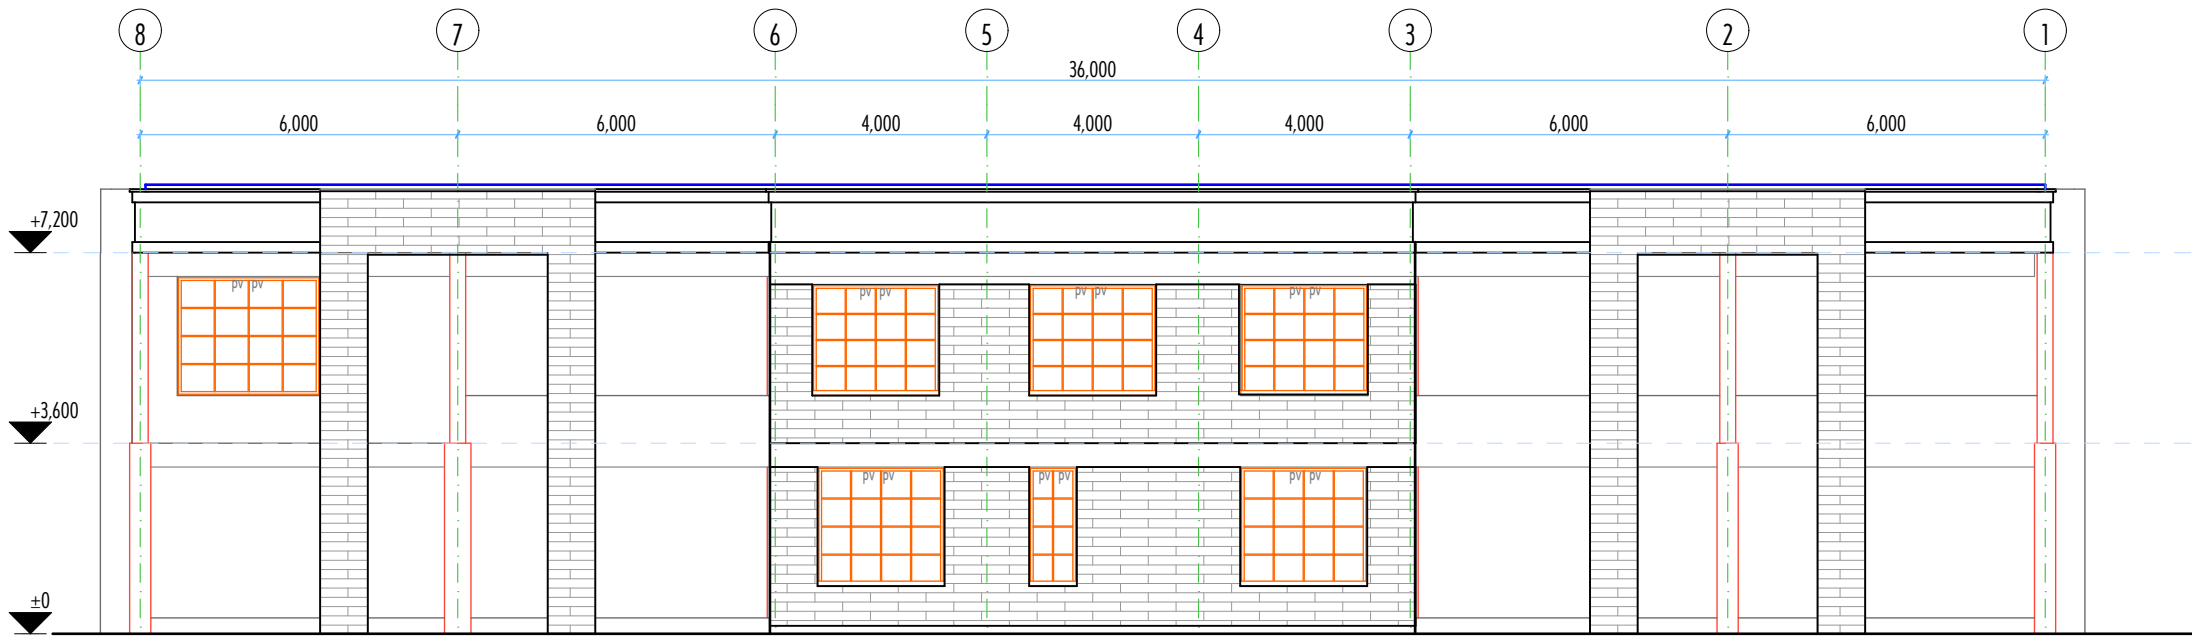 8 7 6 5 4 3 2 1
36,000
6,000 6,000 4,000 4,000 4,000 6,000 6,000
+7,200
pv pv
pv pv pv pv pv pv
+3,600
pv pv pv pv pv pv
±0